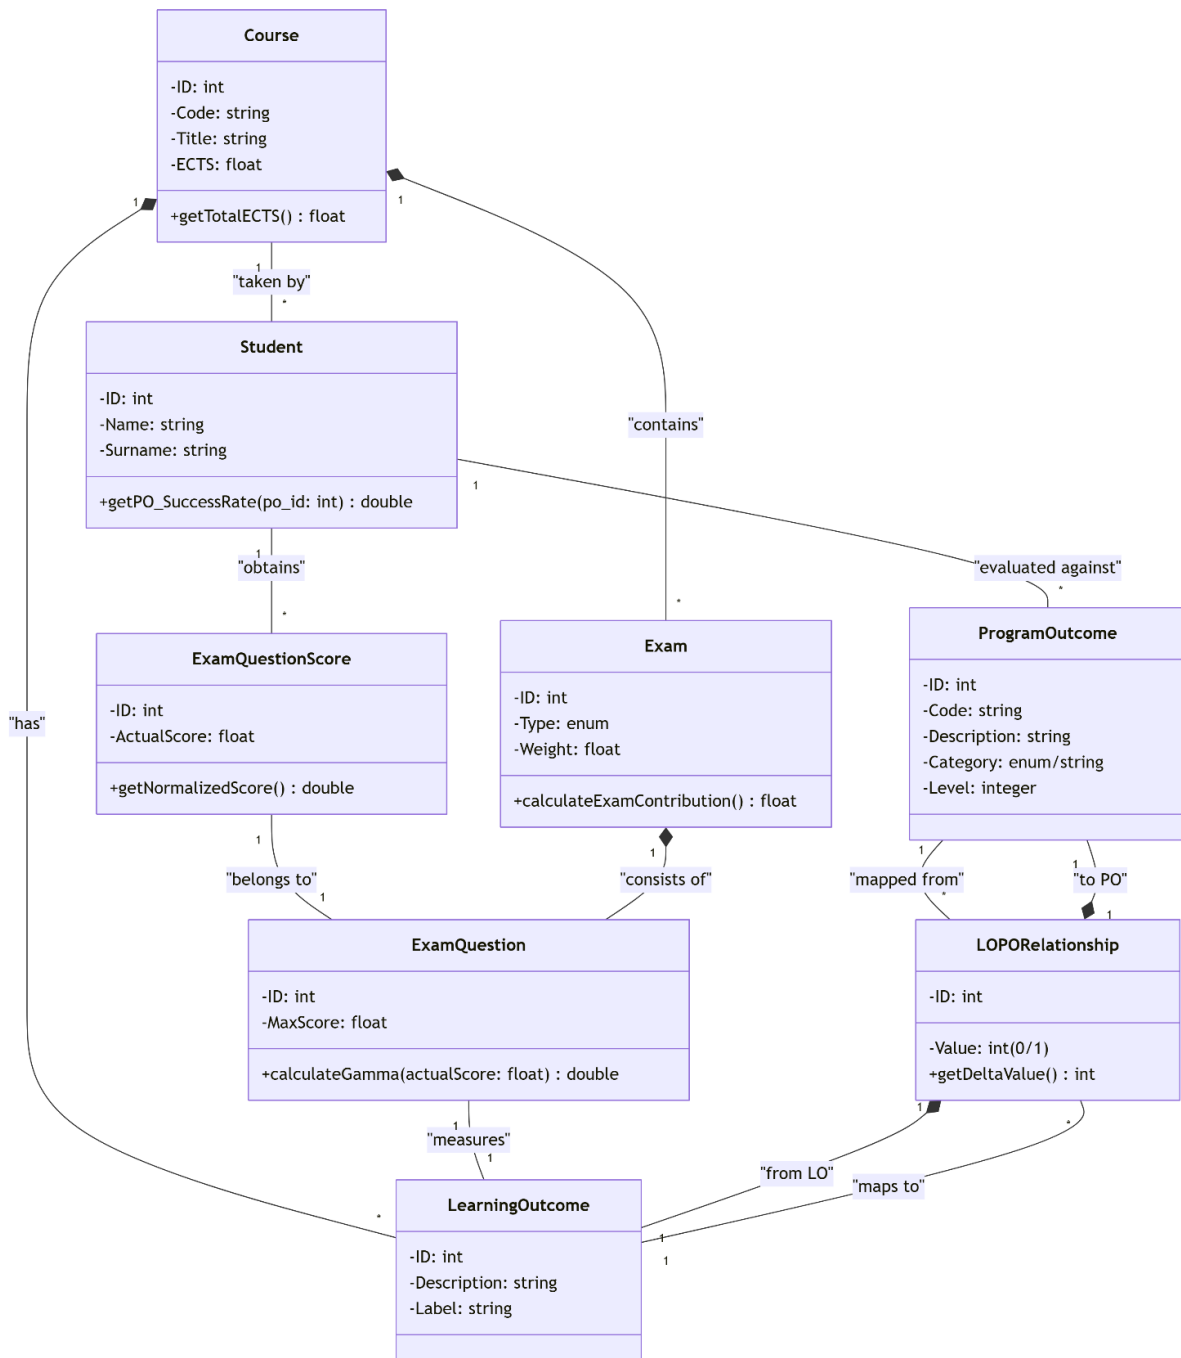 Course
-ID: int
-Code: string
-Title: string
-ECTS: float
+getTotalECTS() : float
1
1
1
"taken by"
*
Student
-ID: int
-Name: string
-Surname: string
+getPO_SuccessRate(po_id: int) : double
"contains"
1
1
"obtains"
*
"evaluated against"
*
*
ExamQuestionScore
-ID: int
-ActualScore: float
+getNormalizedScore() : double
Exam
-ID: int
-Type: enum
-Weight: float
+calculateExamContribution() : float
ProgramOutcome
-ID: int
-Code: string
-Description: string
-Category: enum/string
-Level: integer
"has"
1
"belongs to"
1
1
"consists of"
1
"mapped from"
*
1
"to PO"
1
ExamQuestion
-ID: int
-MaxScore: float
+calculateGamma(actualScore: float) : double
LOPORelationship
-ID: int
-Value: int(0/1)
+getDeltaValue() : int
1
"measures"
1
1
"from LO"
*
"maps to"
1
1
*
LearningOutcome
-ID: int
-Description: string
-Label: string